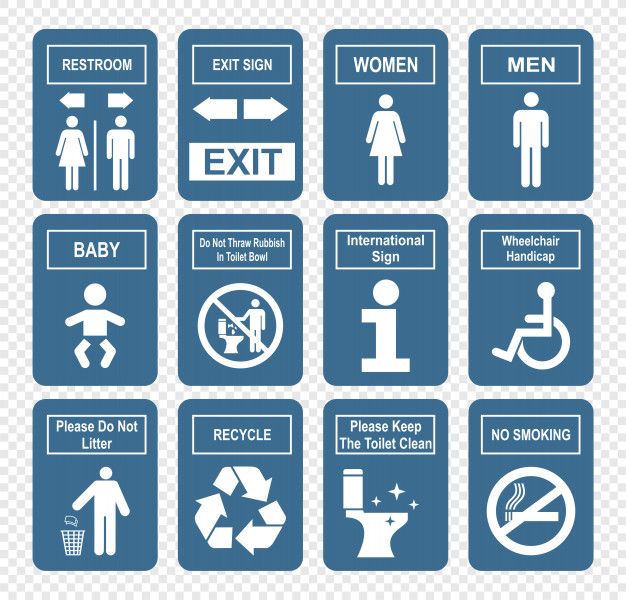 RESTROOM
EXIT SIGN
EXIT
WOMEN
MEN
BABY
Do Not Thraw Rubbish
In Toilet Bowl
International
Sign
Wheelchair
Handicap
Please Do Not
Litter
RECYCLE
Please Keep
The Toilet Clean
NO SMOKING